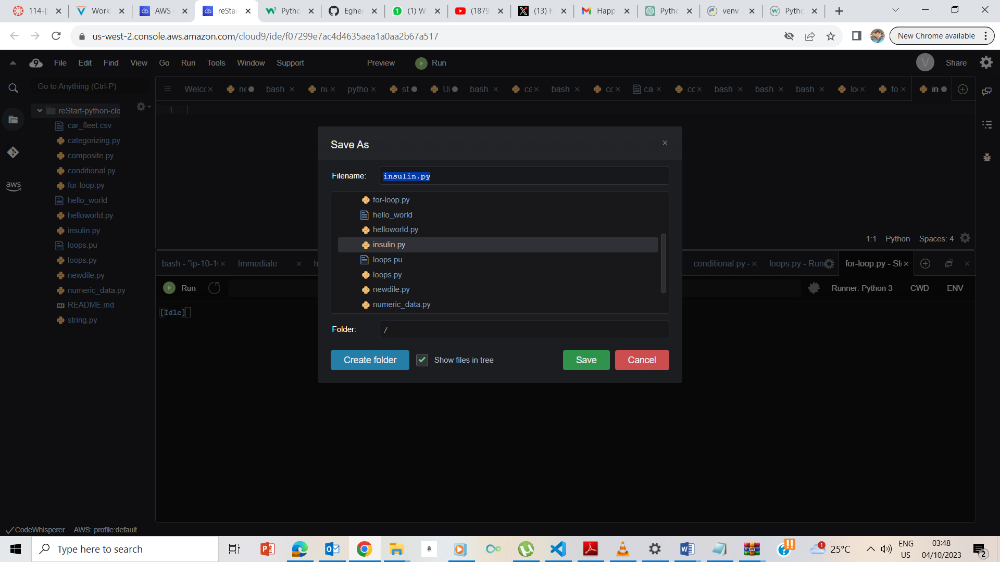 114-[
Work
AWS
reStar
Pytho
Eghe
(1) W
(1879
(13) H
Happ
Pytho
venv
Pytho
us-west-2.console.aws.amazon.com/cloud9/ide/f07299e7ac4d4635aea1a0aa2b67a517
New Chrome available
File Edit Find View Go Run Tools Window Support Preview Run
V Share
Go to Anything (Ctrl-P)
Welcc
ne
bash
nu
pytho
st
bash
ca
bash
cc
ca
cc
bash
bash
bash
lo
fo
in
reStart-python-clo
car_fleet.csv
categorizing.py
composite.py
conditional.py
for-loop.py
hello_world
helloworld.py
insulin.py
loops.pu
loops.py
newdile.py
numeric_data.py
README.md
string.py
aws
1
Save As
Filename: insulin.py
for-loop.py
hello_world
helloworld.py
insulin.py
loops.pu
loops.py
newdile.py
numeric_data.py
Folder: /
Create folder Show files in tree Save Cancel
1:1 Python Spaces: 4
bash - "ip-10-1 Immediate h conditional.py - loops.py - Run for-loop.py - St
Run Runner: Python 3 CWD ENV
[Idle]
CodeWhisperer AWS: profile:default
Type here to search
a
1
25°C
ENG
US
03:48
04/10/2023
2